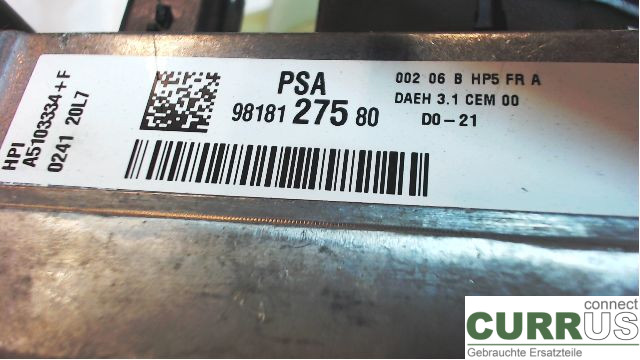 HPI
A5103334+F
0241 20L7
PSA
98181 275 80
002 06 B HP5 FR A
DAEH 3.1 CEM 00
D0-21
connect
CURRUS
Gebrauchte Ersatzteile